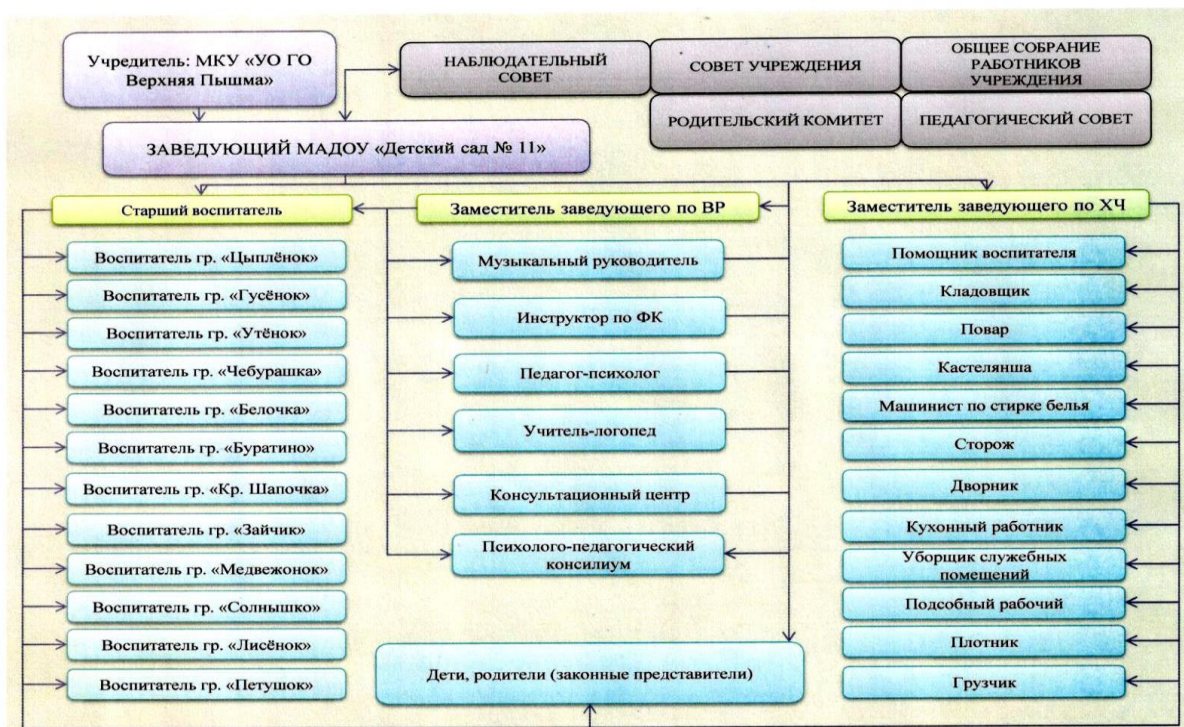 Учредитель: МКУ «УО ГО
Верхняя Пышма»
НАБЛЮДАТЕЛЬНЫЙ
СОВЕТ
СОВЕТ УЧРЕЖДЕНИЯ
ОБЩЕЕ СОБРАНИЕ
РАБОТНИКОВ
УЧРЕЖДЕНИЯ
РОДИТЕЛЬСКИЙ КОМИТЕТ
ПЕДАГОГИЧЕСКИЙ СОВЕТ
ЗАВЕДУЮЩИЙ МАДОУ «Детский сад № 11»
Старший воспитатель
Воспитатель гр. «Цыплёнок»
Воспитатель гр. «Гусёнок»
Воспитатель гр. «Утёнок»
Воспитатель гр. «Чебурашка»
Воспитатель гр. «Белочка»
Воспитатель гр. «Буратино»
Воспитатель гр. «Кр. Шапочка»
Воспитатель гр. «Зайчик»
Воспитатель гр. «Медвежонок»
Воспитатель гр. «Солнышко»
Воспитатель гр. «Лисёнок»
Воспитатель гр. «Петушок»
Заместитель заведующего по ВР
Музыкальный руководитель
Инструктор по ФК
Педагог-психолог
Учитель-логопед
Консультационный центр
Психолого-педагогический
консилиум
Дети, родители (законные представители)
Заместитель заведующего по ХЧ
Помощник воспитателя
Кладовщик
Повар
Кастелянша
Машинист по стирке белья
Сторож
Дворник
Кухонный работник
Уборщик служебных
помещений
Подсобный рабочий
Плотник
Грузчик